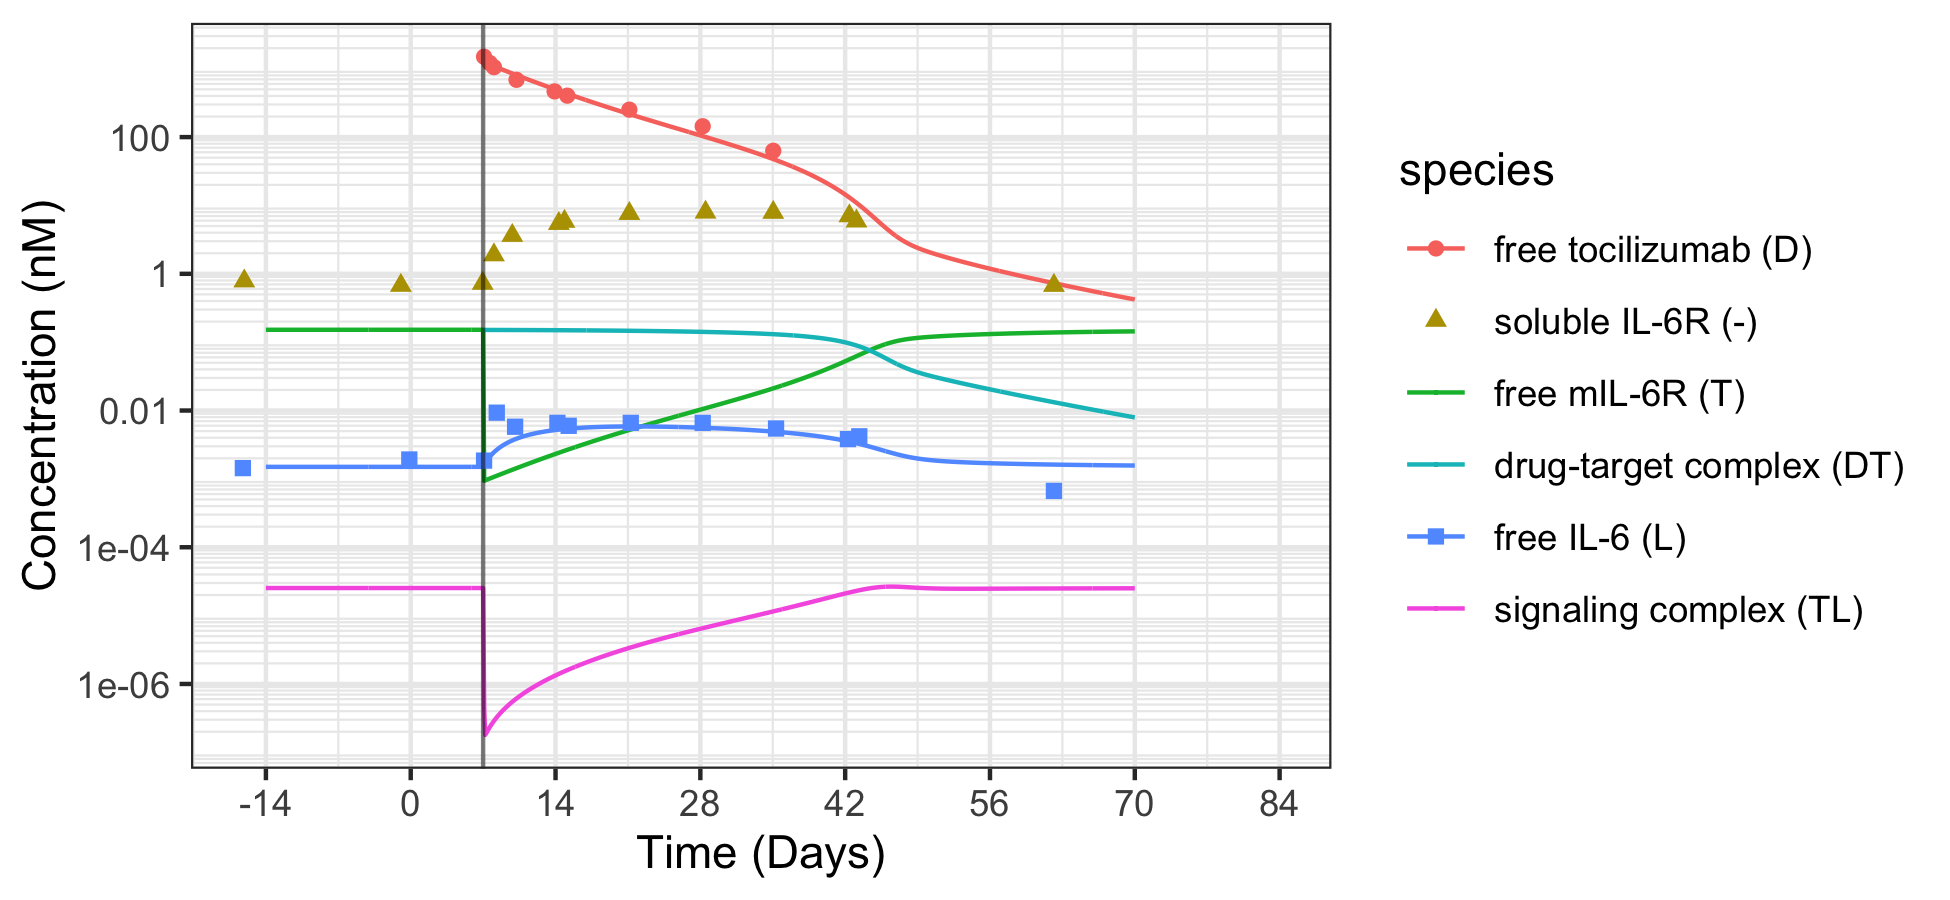 Concentration (nM)
100
1
0.01
1e-04
1e-06
-14 0 14 28 42 56 70 84
Time (Days)
species
free tocilizumab (D)
soluble IL-6R (-)
free mIL-6R (T)
drug-target complex (DT)
free IL-6 (L)
signaling complex (TL)